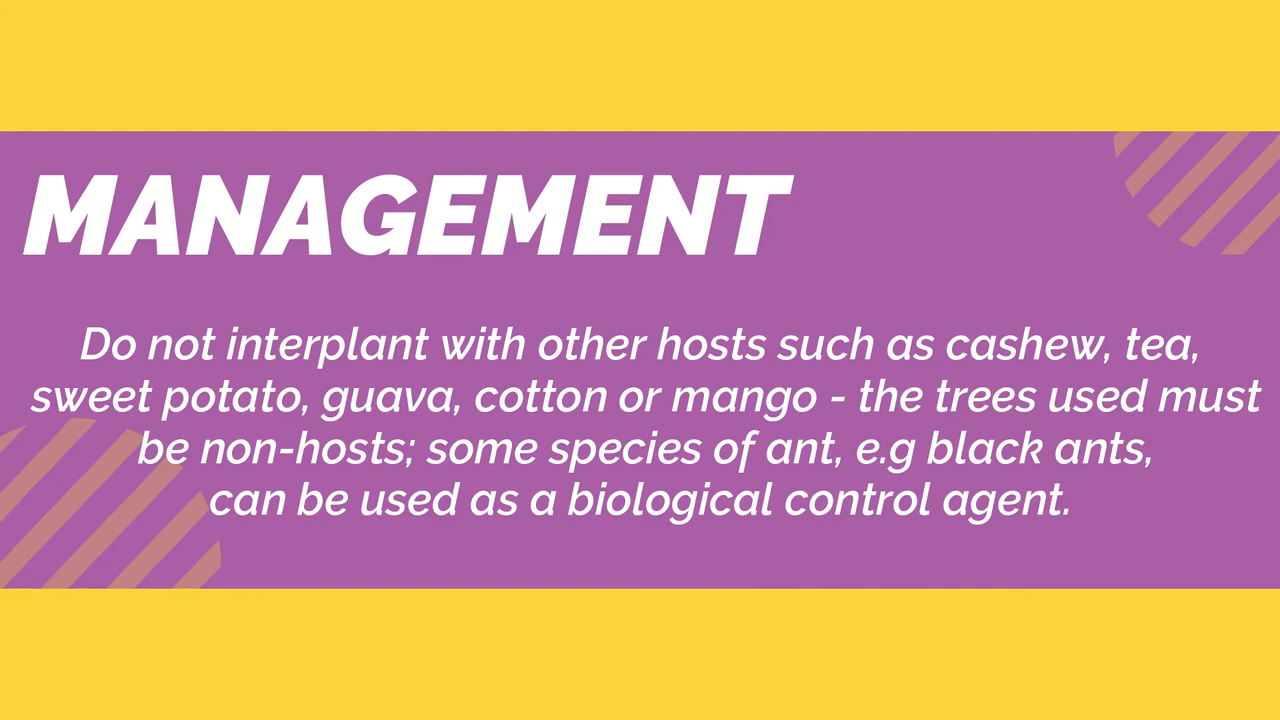 MANAGEMENT
Do not interplant with other hosts such as cashew, tea,
sweet potato, guava, cotton or mango - the trees used must
be non-hosts; some species of ant, e.g black ants,
can be used as a biological control agent.